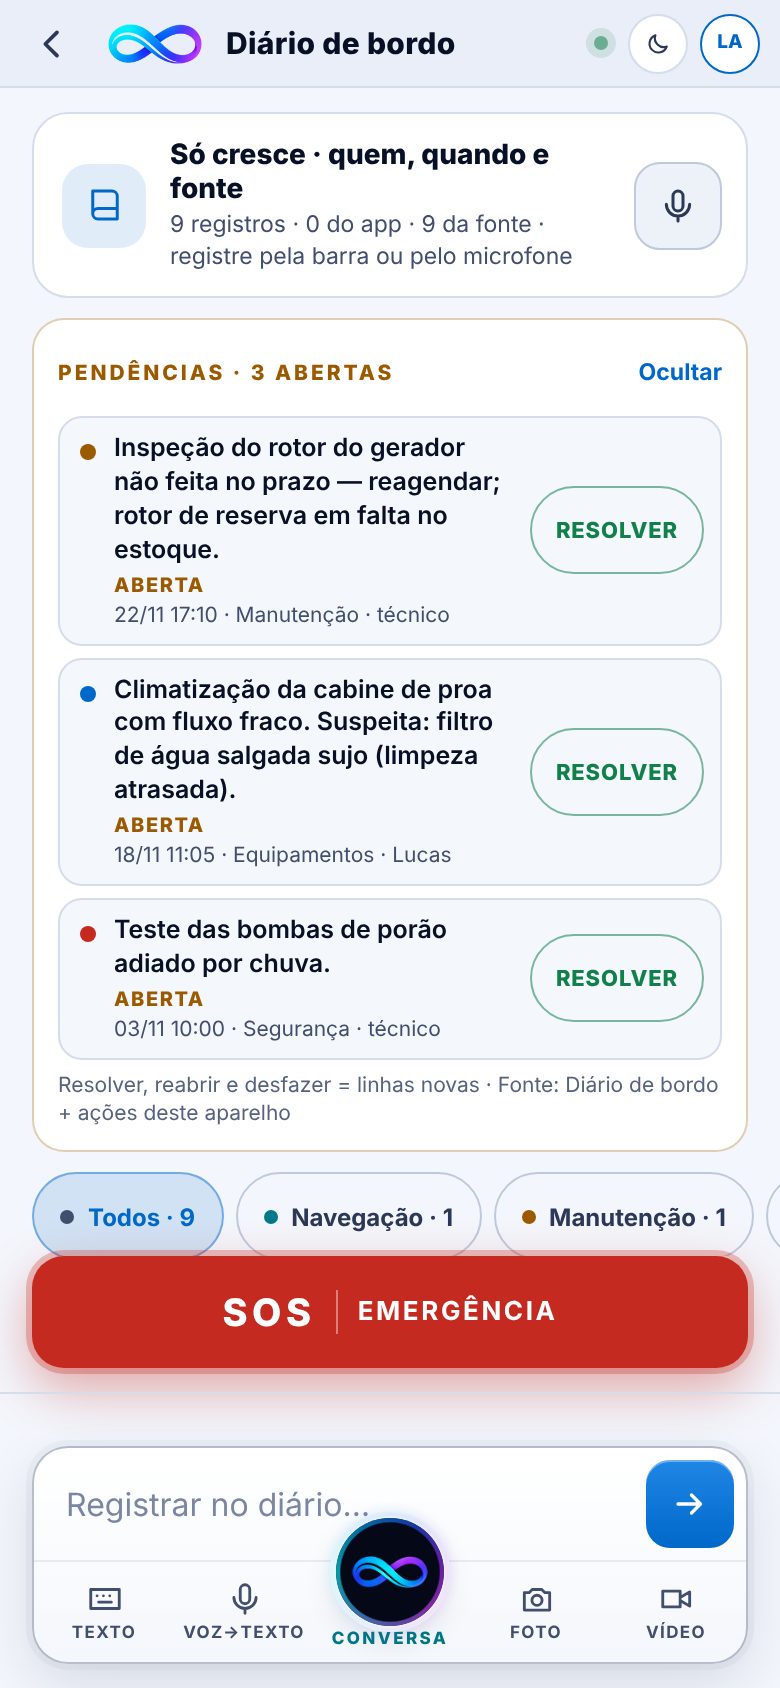 Diário de bordo
LA
Só cresce · quem, quando e
fonte
9 registros · 0 do app · 9 da fonte ·
registre pela barra ou pelo microfone
PENDÊNCIAS · 3 ABERTAS
Ocultar
Inspeção do rotor do gerador
não feita no prazo — reagendar;
rotor de reserva em falta no
estoque.
ABERTA
22/11 17:10 · Manutenção · técnico
RESOLVER
Climatização da cabine de proa
com fluxo fraco. Suspeita: filtro
de água salgada sujo (limpeza
atrasada).
ABERTA
18/11 11:05 · Equipamentos · Lucas
RESOLVER
Teste das bombas de porão
adiado por chuva.
ABERTA
03/11 10:00 · Segurança · técnico
RESOLVER
Resolver, reabrir e desfazer = linhas novas · Fonte: Diário de bordo
+ ações deste aparelho
Todos · 9
Navegação · 1
Manutenção · 1
SOS
EMERGÊNCIA
Registrar no diário...
TEXTO
VOZ→TEXTO
CONVERSA
FOTO
VÍDEO